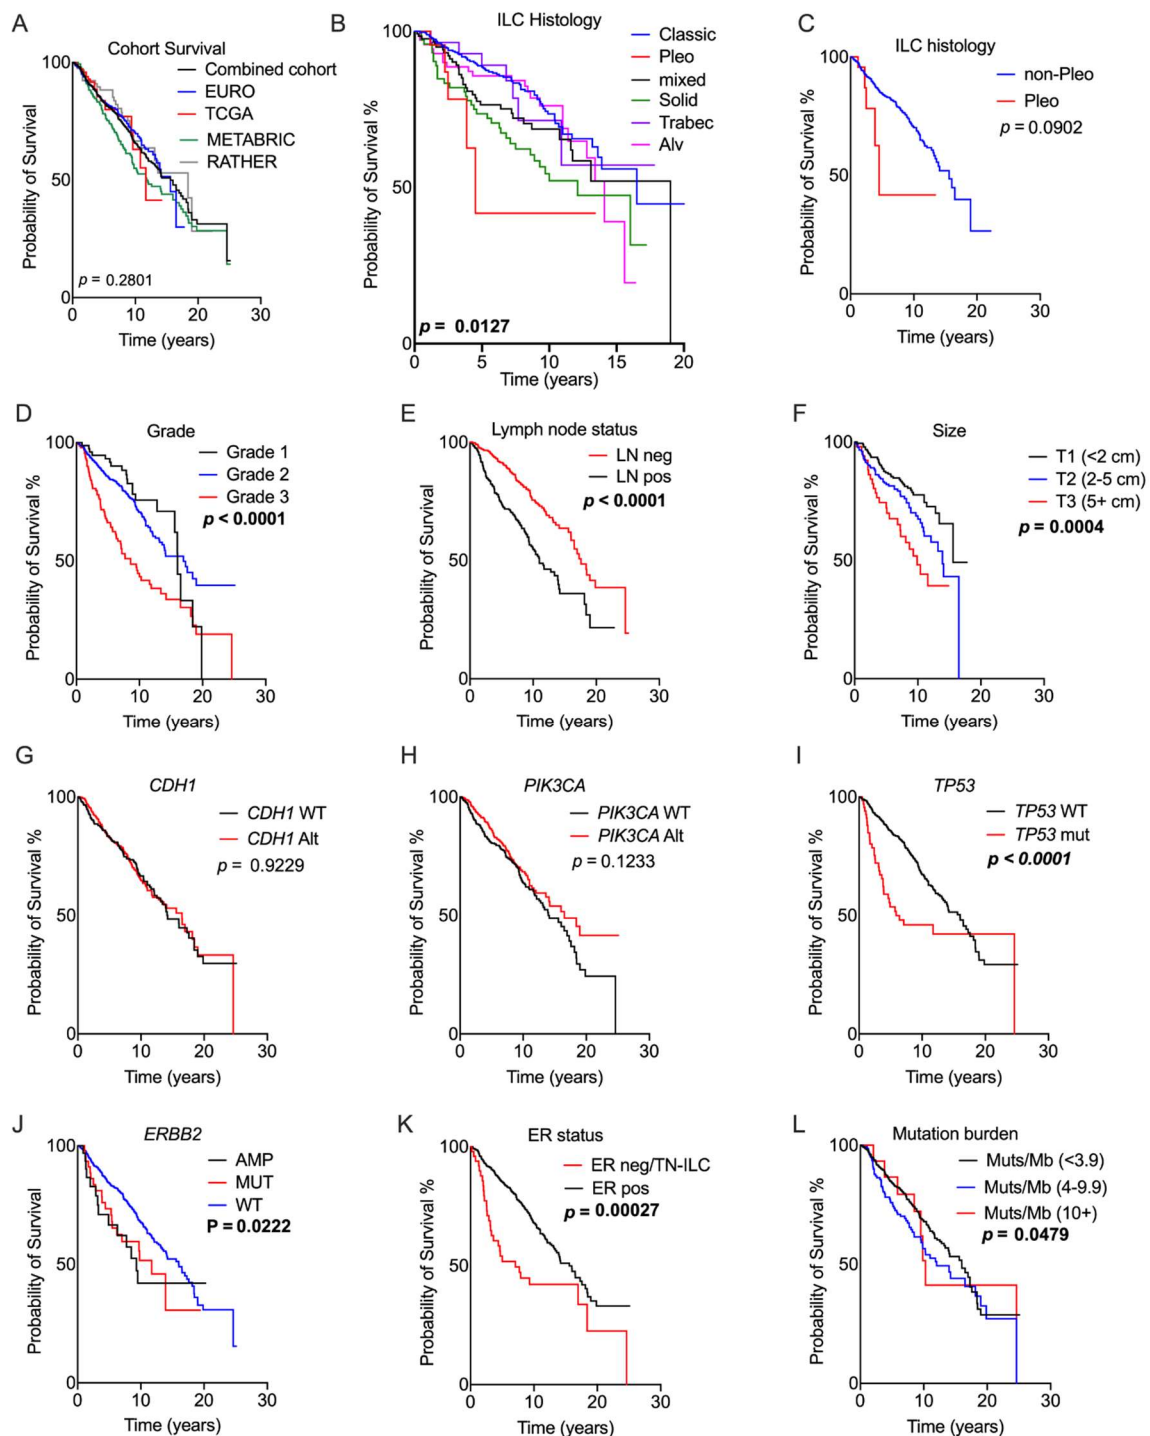 A
Cohort Survival
Probability of Survival
100
50
0
Combined cohort
EURO
TCGA
METABRIC
RATHER
p = 0.2801
0 10 20 30
Time (years)
B
ILC Histology
Probability of Survival %
100
50
0
Classic
Pleo
mixed
Solid
Trabec
Alv
p = 0.0127
0 5 10 15 20
Time (years)
C
ILC histology
Probability of Survival %
100
50
0
non-Pleo
Pleo
p = 0.0902
0 10 20 30
Time (years)
D
Grade
Probability of Survival %
100
50
0
Grade 1
Grade 2
Grade 3
p < 0.0001
0 10 20 30
Time (years)
E
Lymph node status
Probability of Survival
100
50
0
LN neg
LN pos
p < 0.0001
0 10 20 30
Time (years)
F
Size
Probability of Survival %
100
50
0
T1 (<2 cm)
T2 (2-5 cm)
T3 (5+ cm)
p = 0.0004
0 10 20 30
Time (years)
G
CDH1
Probability of Survival %
100
50
0
CDH1 WT
CDH1 Alt
p = 0.9229
0 10 20 30
Time (years)
H
PIK3CA
Probability of Survival %
100
50
0
PIK3CA WT
PIK3CA Alt
p = 0.1233
0 10 20 30
Time (years)
I
TP53
Probability of Survival %
100
50
0
TP53 WT
TP53 mut
p < 0.0001
0 10 20 30
Time (years)
J
ERBB2
Probability of Survival
100
50
0
AMP
MUT
WT
P = 0.0222
0 10 20 30
Time (years)
K
ER status
Probability of Survival %
100
50
0
ER neg/TN-ILC
ER pos
p = 0.00027
0 10 20 30
Time (years)
L
Mutation burden
Probability of Survival %
100
50
0
Muts/Mb (<3.9)
Muts/Mb (4-9.9)
Muts/Mb (10+)
p = 0.0479
0 10 20 30
Time (years)